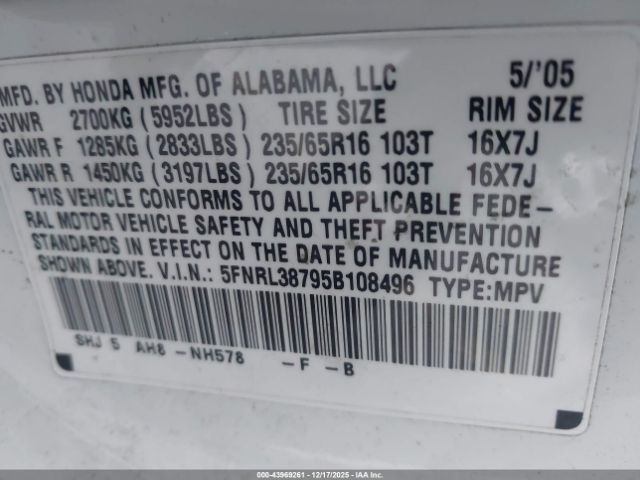 MFD. BY HONDA MFG. OF ALABAMA, LLC 5/'05
GVWR 2700KG (5952LBS) TIRE SIZE RIM SIZE
GAWR F 1285KG (2833LBS) 235/65R16 103T 16X7J
GAWR R 1450KG (3197LBS) 235/65R16 103T 16X7J
THIS VEHICLE CONFORMS TO ALL APPLICABLE FEDE-
RAL MOTOR VEHICLE SAFETY AND THEFT PREVENTION
STANDARDS IN EFFECT ON THE DATE OF MANUFACTURE
SHOWN ABOVE. V.I.N.: 5FNRL38795B108496 TYPE:MPV
SHJ 5 AH8 -NH578 -F -B
000-43969261 - 12/17/2025 - IAAI.COM